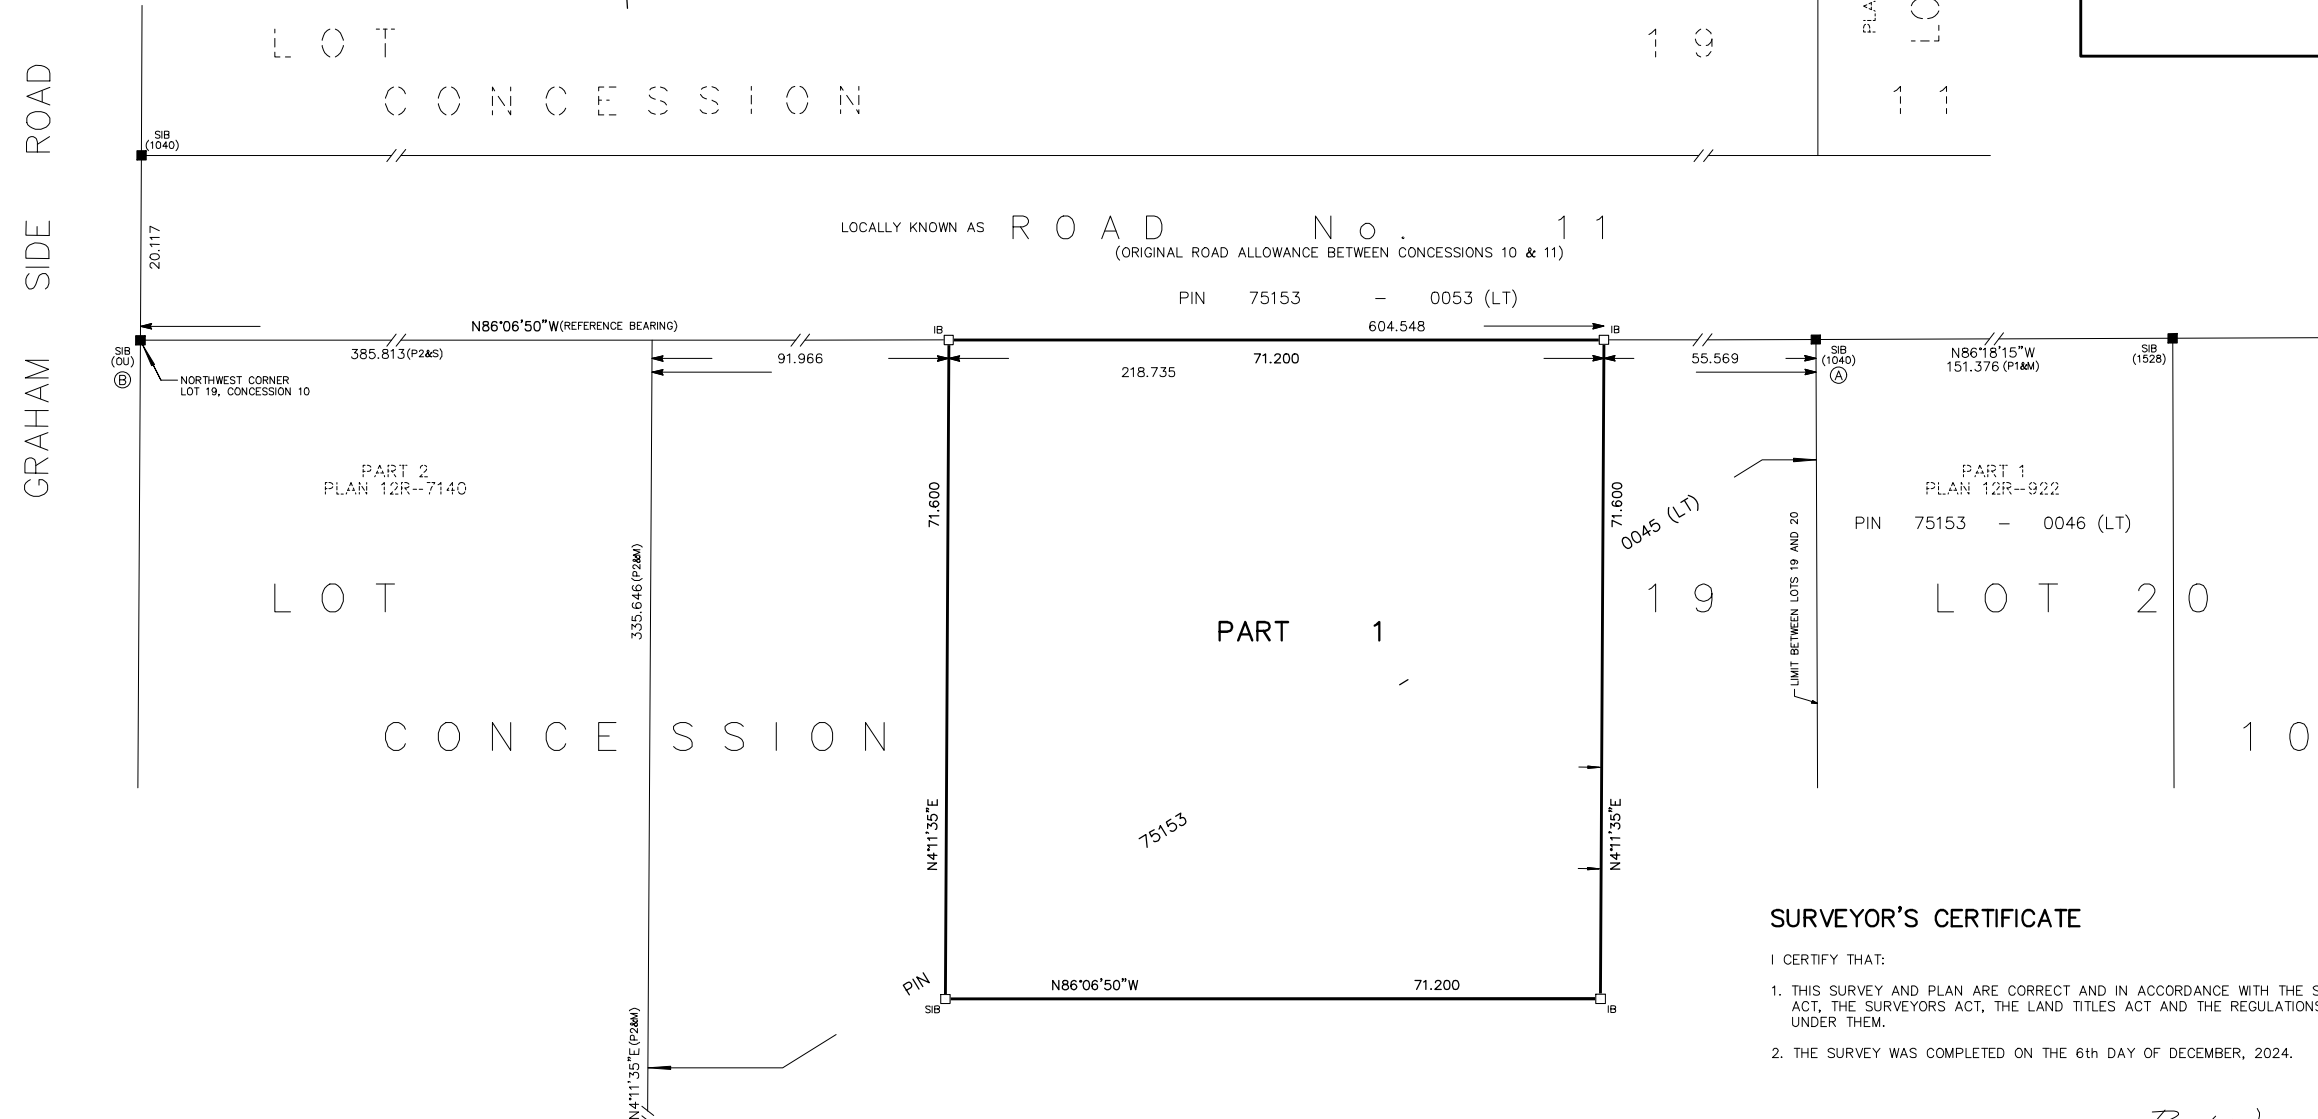 LOT 19
CONCESSION 11
GRAHAM SIDE ROAD
SIB
(1040)
20.117
LOCALLY KNOWN AS ROAD No. 11
(ORIGINAL ROAD ALLOWANCE BETWEEN CONCESSIONS 10 & 11)
PIN 75153 - 0053 (LT)
N86°06'50"W(REFERENCE BEARING)
604.548
IB
IB
SIB
(OU)
B
385.813(P2&S)
91.966
71.200
55.569
218.735
SIB
(1040)
A
N86°18'15"W
151.376(P1&M)
SIB
(1528)
NORTHWEST CORNER
LOT 19, CONCESSION 10
PART 2
PLAN 12R-7140
71.600
71.600
0045 (LT)
PART 1
PLAN 12R-922
PIN 75153 - 0046 (LT)
335.646(P2&M)
LIMIT BETWEEN LOTS 19 AND 20
LOT 19 LOT 20
PART 1
CONCESSION 10
N4°11'35"E
75153
N4°11'35"E
PIN
N86°06'50"W 71.200
SIB
IB
N4°11'35"E(P2&M)
SURVEYOR'S CERTIFICATE
I CERTIFY THAT:
1. THIS SURVEY AND PLAN ARE CORRECT AND IN ACCORDANCE WITH THE S
ACT, THE SURVEYORS ACT, THE LAND TITLES ACT AND THE REGULATIONS
UNDER THEM.
2. THE SURVEY WAS COMPLETED ON THE 6th DAY OF DECEMBER, 2024.